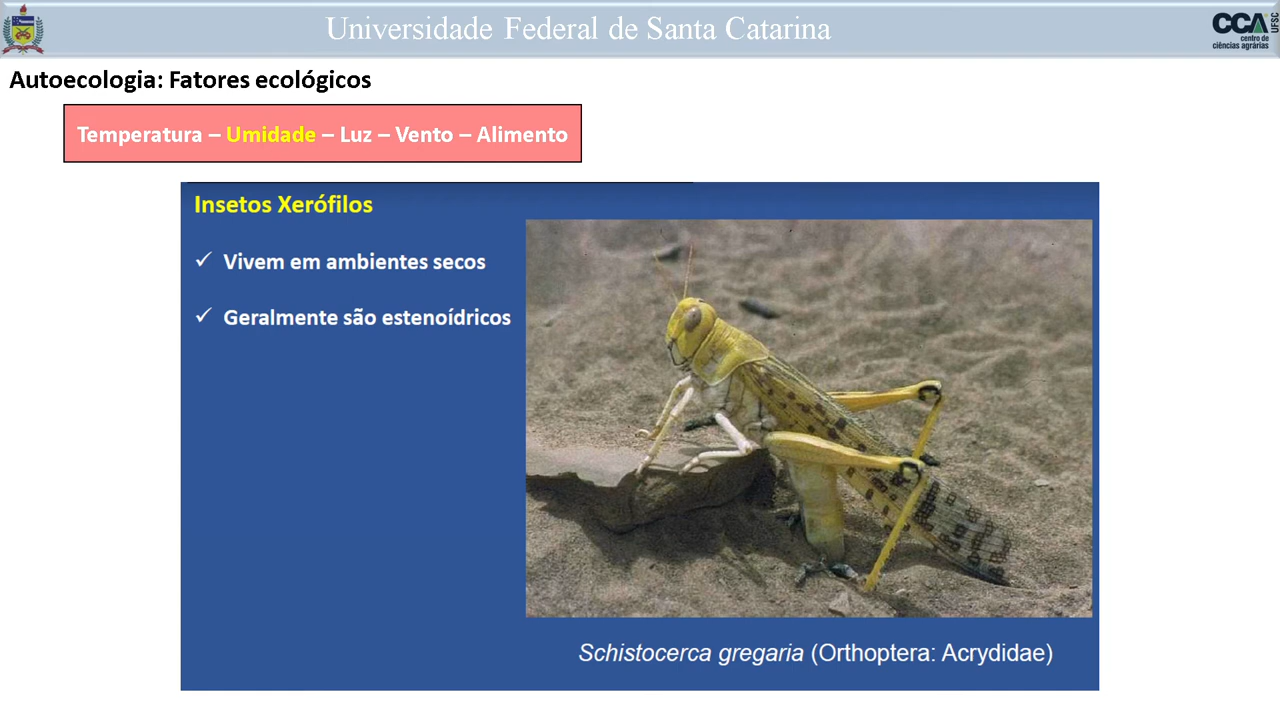 Universidade Federal de Santa Catarina
CCA
UFSC
centro de
ciências agrárias
Autoecologia: Fatores ecológicos
Temperatura – Umidade – Luz – Vento – Alimento
Insetos Xerófilos
✓ Vivem em ambientes secos
✓ Geralmente são estenoídricos
Schistocerca gregaria (Orthoptera: Acrydidae)